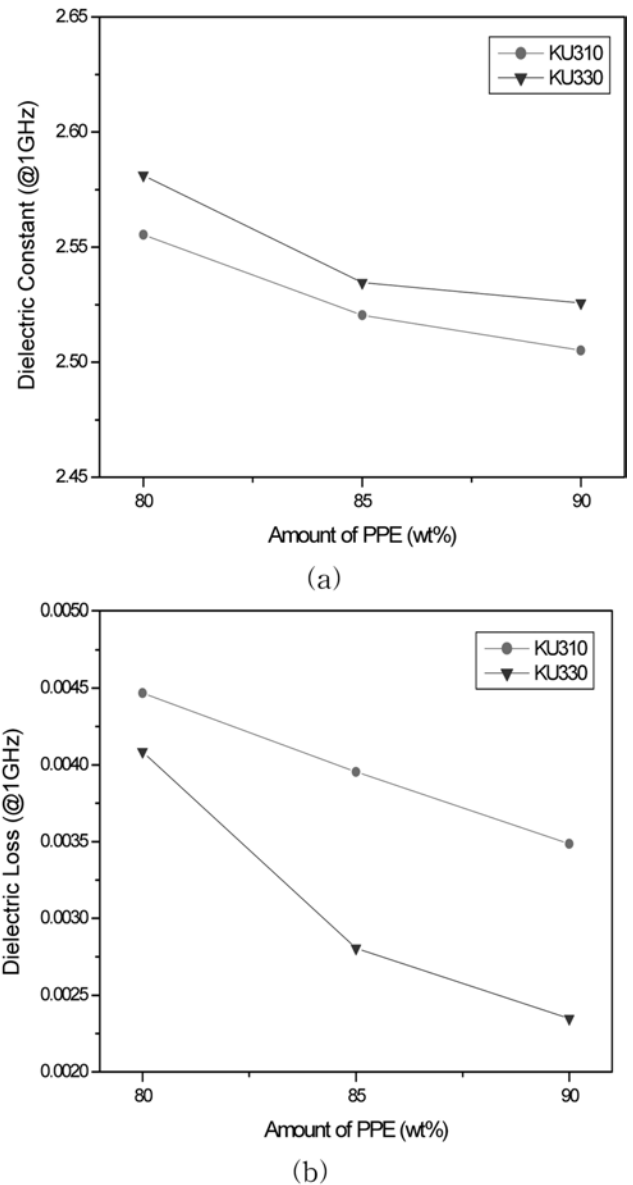 2.65
KU310
KU330
2.60
2.55
2.50
2.45
Dielectric Constant (@1GHz)
80 85 90
Amount of PPE (wt%)
(a)
0.0050
KU310
KU330
0.0045
0.0040
0.0035
0.0030
0.0025
0.0020
Dielectric Loss (@1GHz)
80 85 90
Amount of PPE (wt%)
(b)